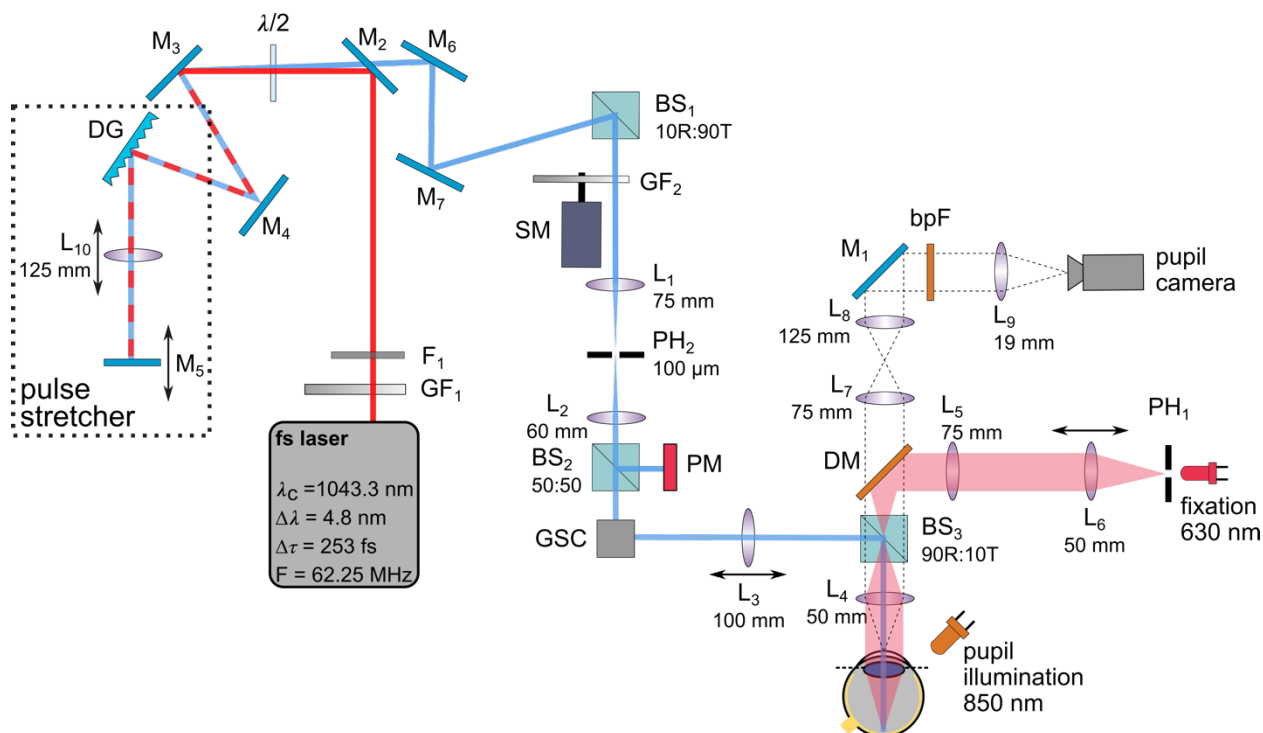 λ/2
M₂
M₆
M₃
BS₁
10R:90T
DG
GF₂
M₇
M₄
SM
bpF
M₁
L₁₀
125 mm
L₁
75 mm
pupil
camera
L₈
125 mm
L₉
19 mm
PH₂
100 µm
F₁
M₅
GF₁
pulse
stretcher
L₇
75 mm
L₅
75 mm
PH₁
L₂
60 mm
fs laser
λC =1043.3 nm
Δλ = 4.8 nm
Δτ = 253 fs
F = 62.25 MHz
BS₂
50:50
PM
DM
fixation
630 nm
L₆
50 mm
GSC
BS₃
90R:10T
L₃
100 mm
L₄
50 mm
pupil
illumination
850 nm